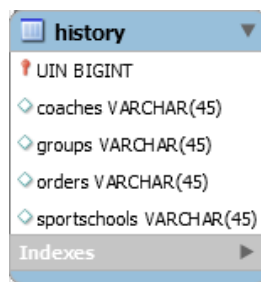 history
UIN BIGINT
coaches VARCHAR(45)
groups VARCHAR(45)
orders VARCHAR(45)
sportschools VARCHAR(45)
Indexes